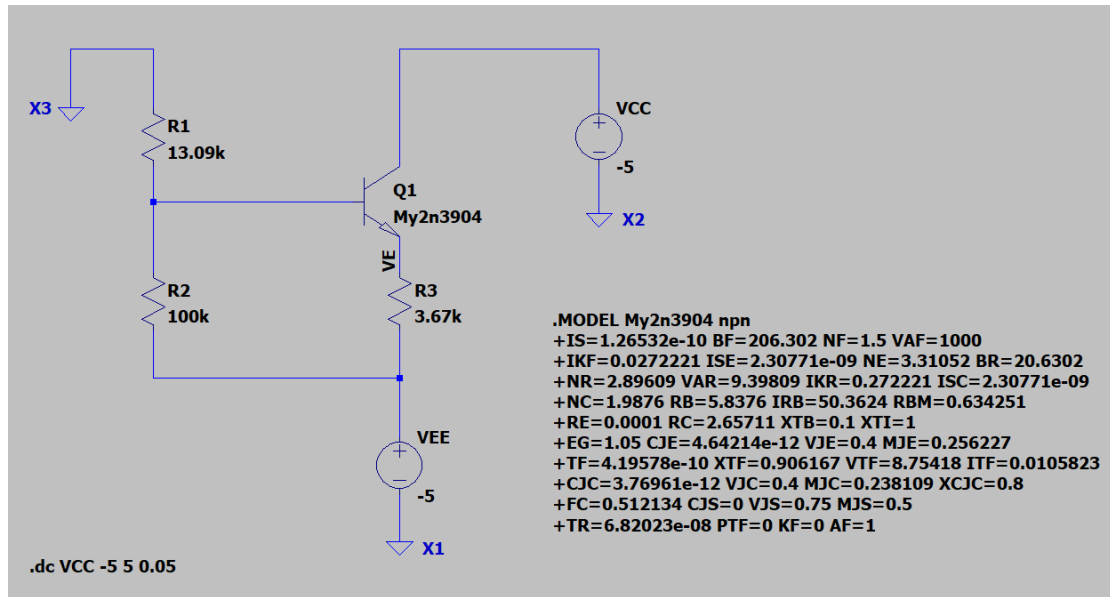 X3
R1
13.09k
VCC
-5
X2
Q1
My2n3904
VE
R2
100k
R3
3.67k
.MODEL My2n3904 npn
+IS=1.26532e-10 BF=206.302 NF=1.5 VAF=1000
+IKF=0.0272221 ISE=2.30771e-09 NE=3.31052 BR=20.6302
+NR=2.89609 VAR=9.39809 IKR=0.272221 ISC=2.30771e-09
+NC=1.9876 RB=5.8376 IRB=50.3624 RBM=0.634251
+RE=0.0001 RC=2.65711 XTB=0.1 XTI=1
+EG=1.05 CJE=4.64214e-12 VJE=0.4 MJE=0.256227
+TF=4.19578e-10 XTF=0.906167 VTF=8.75418 ITF=0.0105823
+CJC=3.76961e-12 VJC=0.4 MJC=0.238109 XCJC=0.8
+FC=0.512134 CJS=0 VJS=0.75 MJS=0.5
+TR=6.82023e-08 PTF=0 KF=0 AF=1
VEE
-5
X1
.dc VCC -5 5 0.05